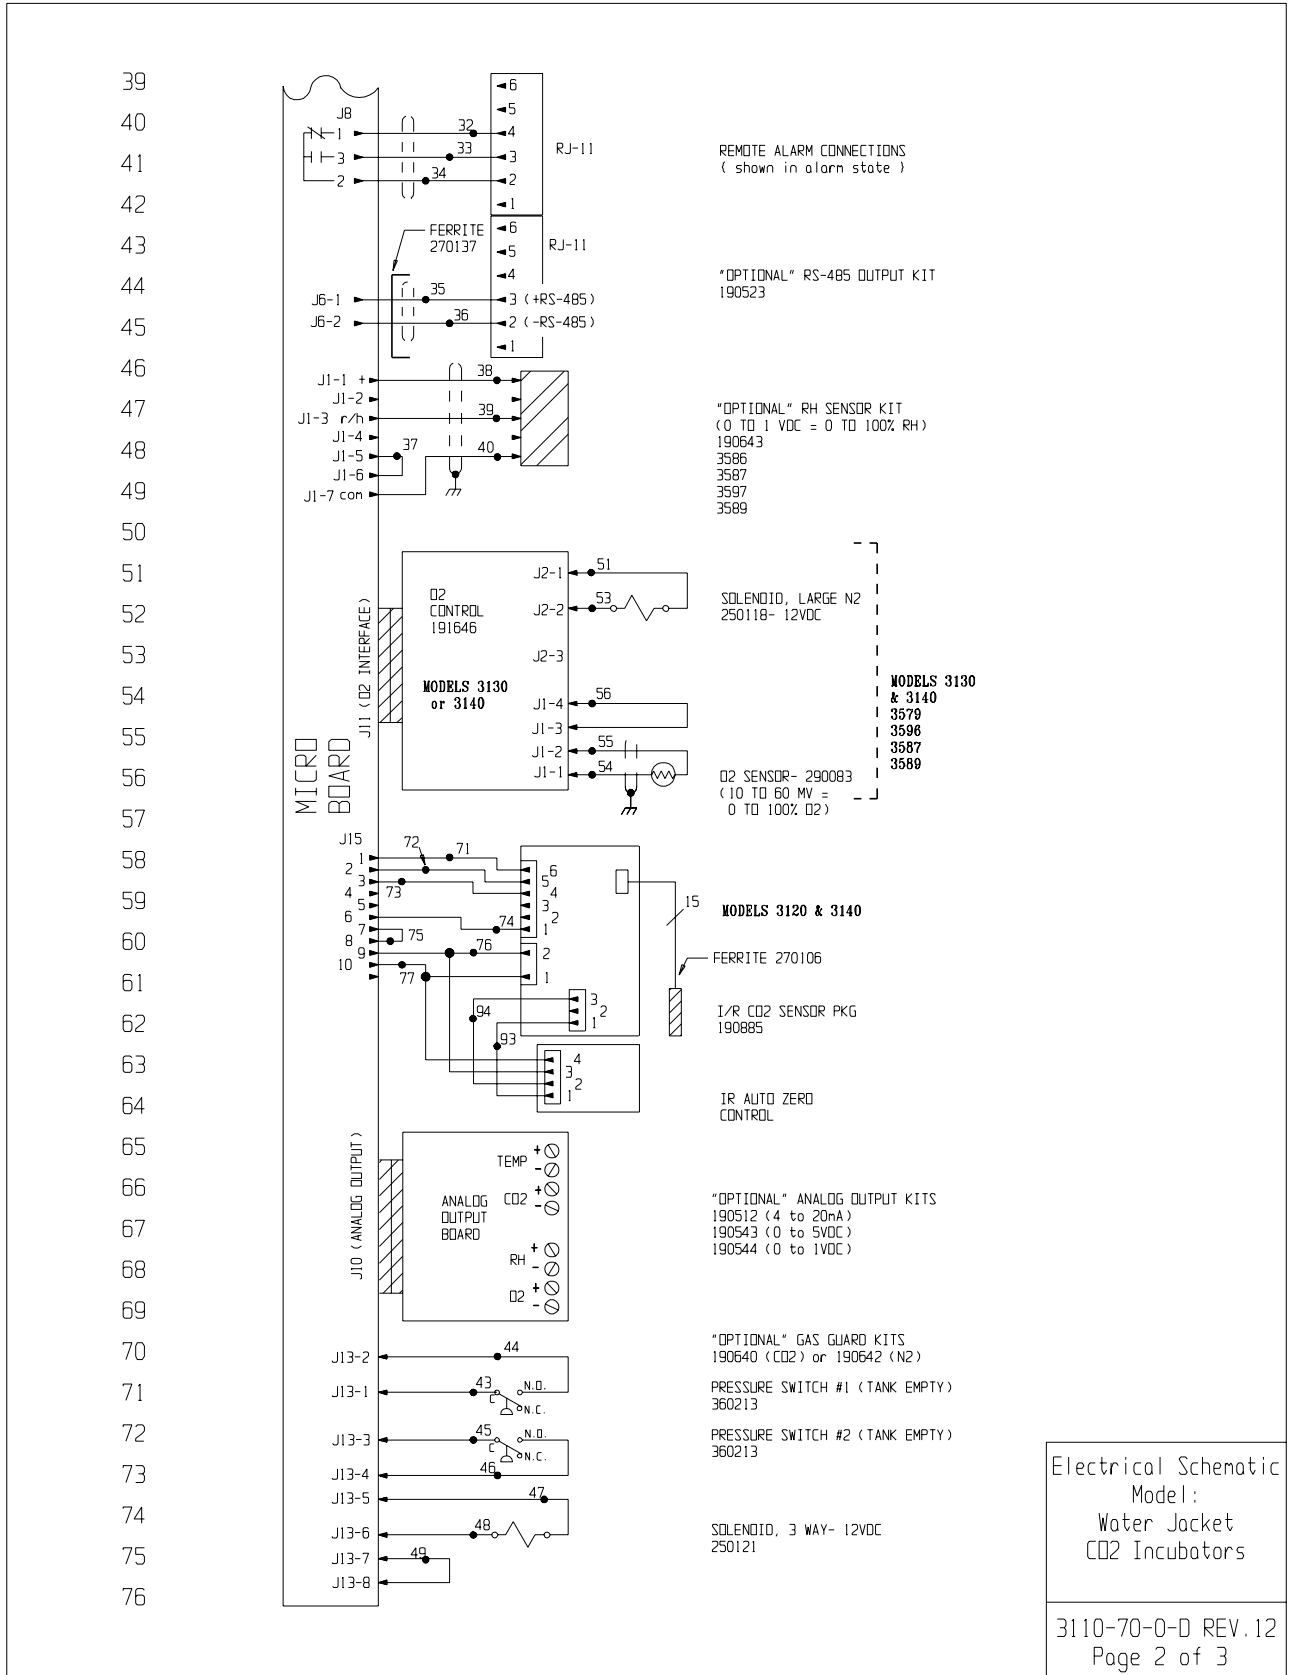 39
40
41
42
43
44
45
46
47
48
49
50
51
52
53
54
55
56
57
58
59
60
61
62
63
64
65
66
67
68
69
70
71
72
73
74
75
76
MICRO
BOARD
J8
1
3
2
32
33
34
6
5
4
3
2
1
RJ-11
REMOTE ALARM CONNECTIONS
( shown in alarm state )
FERRITE
270137
J6-1
J6-2
35
36
6
5
4
3 (+RS-485)
2 (-RS-485)
1
RJ-11
"OPTIONAL" RS-485 OUTPUT KIT
190523
J1-1 +
J1-2
J1-3 r/h
J1-4
J1-5
J1-6
J1-7 com
37
38
39
40
"OPTIONAL" RH SENSOR KIT
(0 TO 1 VDC = 0 TO 100% RH)
190643
3586
3587
3597
3589
J11 (O2 INTERFACE)
O2
CONTROL
191646
MODELS 3130
or 3140
J2-1
J2-2
J2-3
J1-4
J1-3
J1-2
J1-1
51
53
56
55
54
SOLENOID, LARGE N2
250118- 12VDC
MODELS 3130
& 3140
3579
3596
3587
3589
O2 SENSOR- 290083
(10 TO 60 MV =
0 TO 100% O2)
J15
1
2
3
4
5
6
7
8
9
10
72
71
73
74
75
76
77
94
93
6
5
4
3
2
1
2
1
3
2
1
4
3
2
1
15
MODELS 3120 & 3140
FERRITE 270106
I/R CO2 SENSOR PKG
190885
IR AUTO ZERO
CONTROL
J10 (ANALOG OUTPUT)
ANALOG
OUTPUT
BOARD
TEMP + -
CO2 + -
RH + -
O2 + -
"OPTIONAL" ANALOG OUTPUT KITS
190512 (4 to 20mA)
190543 (0 to 5VDC)
190544 (0 to 1VDC)
"OPTIONAL" GAS GUARD KITS
190640 (CO2) or 190642 (N2)
J13-2
44
J13-1
43
C
N.O.
N.C.
PRESSURE SWITCH #1 (TANK EMPTY)
360213
J13-3
45
C
N.O.
N.C.
PRESSURE SWITCH #2 (TANK EMPTY)
360213
J13-4
46
J13-5
47
J13-6
48
SOLENOID, 3 WAY- 12VDC
250121
J13-7
49
J13-8
Electrical Schematic
Model:
Water Jacket
CO2 Incubators
3110-70-0-D REV.12
Page 2 of 3